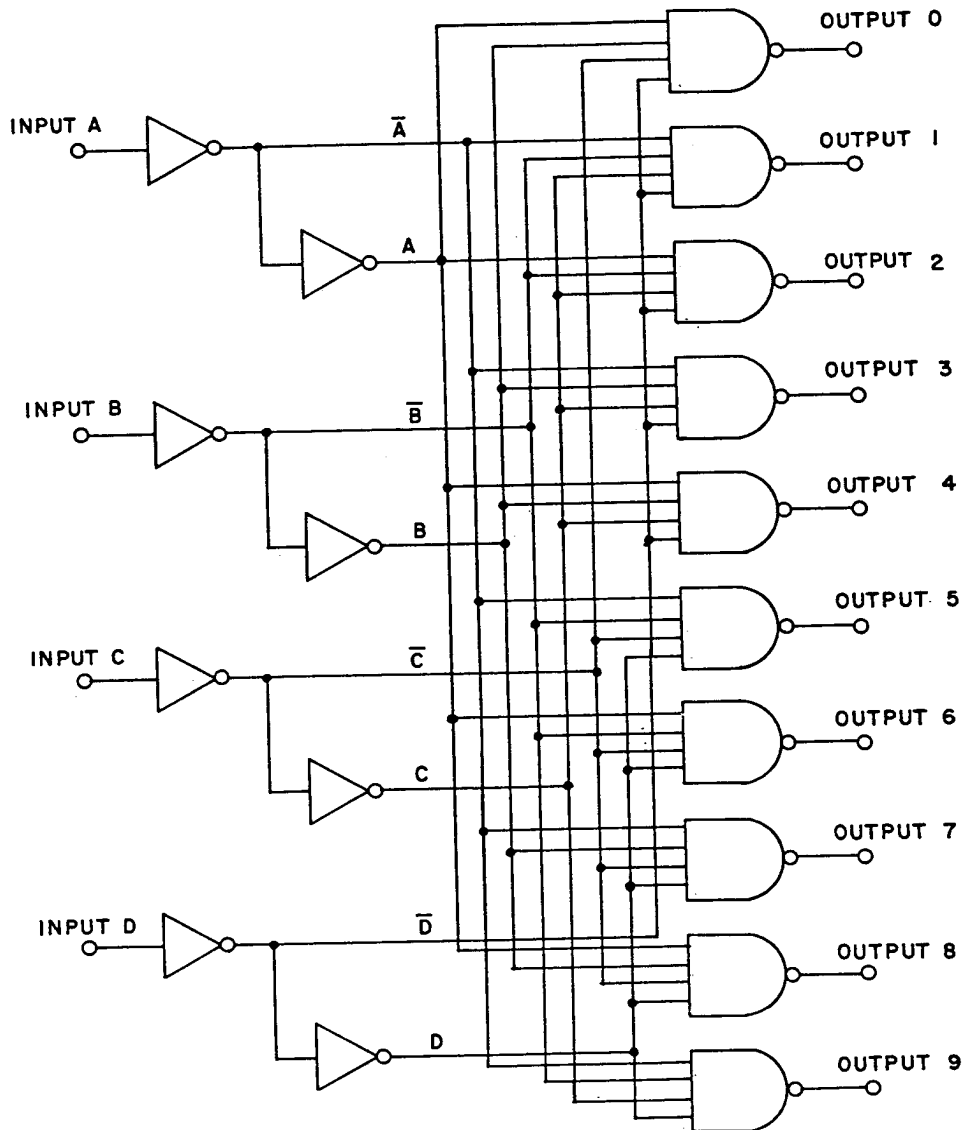 OUTPUT 0
INPUT A
A̅
OUTPUT 1
A
OUTPUT 2
INPUT B
B̅
OUTPUT 3
B
OUTPUT 4
INPUT C
C̅
OUTPUT 5
C
OUTPUT 6
OUTPUT 7
INPUT D
D̅
OUTPUT 8
D
OUTPUT 9